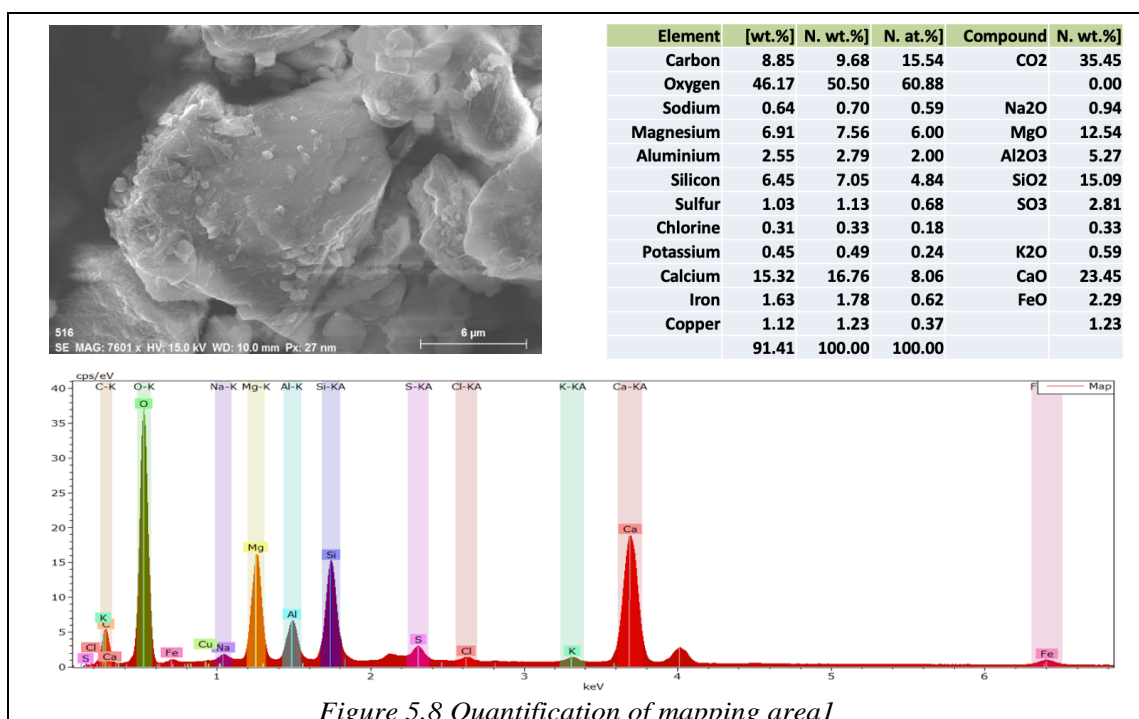 516
SE MAG: 7601 x HV: 15.0 kV WD: 10.0 mm Px: 27 nm
6 µm
Element [wt.%] N. wt.%] N. at.%] Compound N. wt.%]
Carbon 8.85 9.68 15.54 CO2 35.45
Oxygen 46.17 50.50 60.88 0.00
Sodium 0.64 0.70 0.59 Na2O 0.94
Magnesium 6.91 7.56 6.00 MgO 12.54
Aluminium 2.55 2.79 2.00 Al2O3 5.27
Silicon 6.45 7.05 4.84 SiO2 15.09
Sulfur 1.03 1.13 0.68 SO3 2.81
Chlorine 0.31 0.33 0.18 0.33
Potassium 0.45 0.49 0.24 K2O 0.59
Calcium 15.32 16.76 8.06 CaO 23.45
Iron 1.63 1.78 0.62 FeO 2.29
Copper 1.12 1.23 0.37 1.23
91.41 100.00 100.00
cps/eV
C-K O-K Na-K Mg-K Al-K Si-KA S-KA Cl-KA K-KA Ca-KA F Map
40
35
30
25
20
15
10
5
0
O
Ca
Mg
Si
K
Al
Cl Fe Cu Na S Cl K Fe
S Ca
1 2 3 4 5 6
keV
Figure 5.8 Quantification of mapping area1